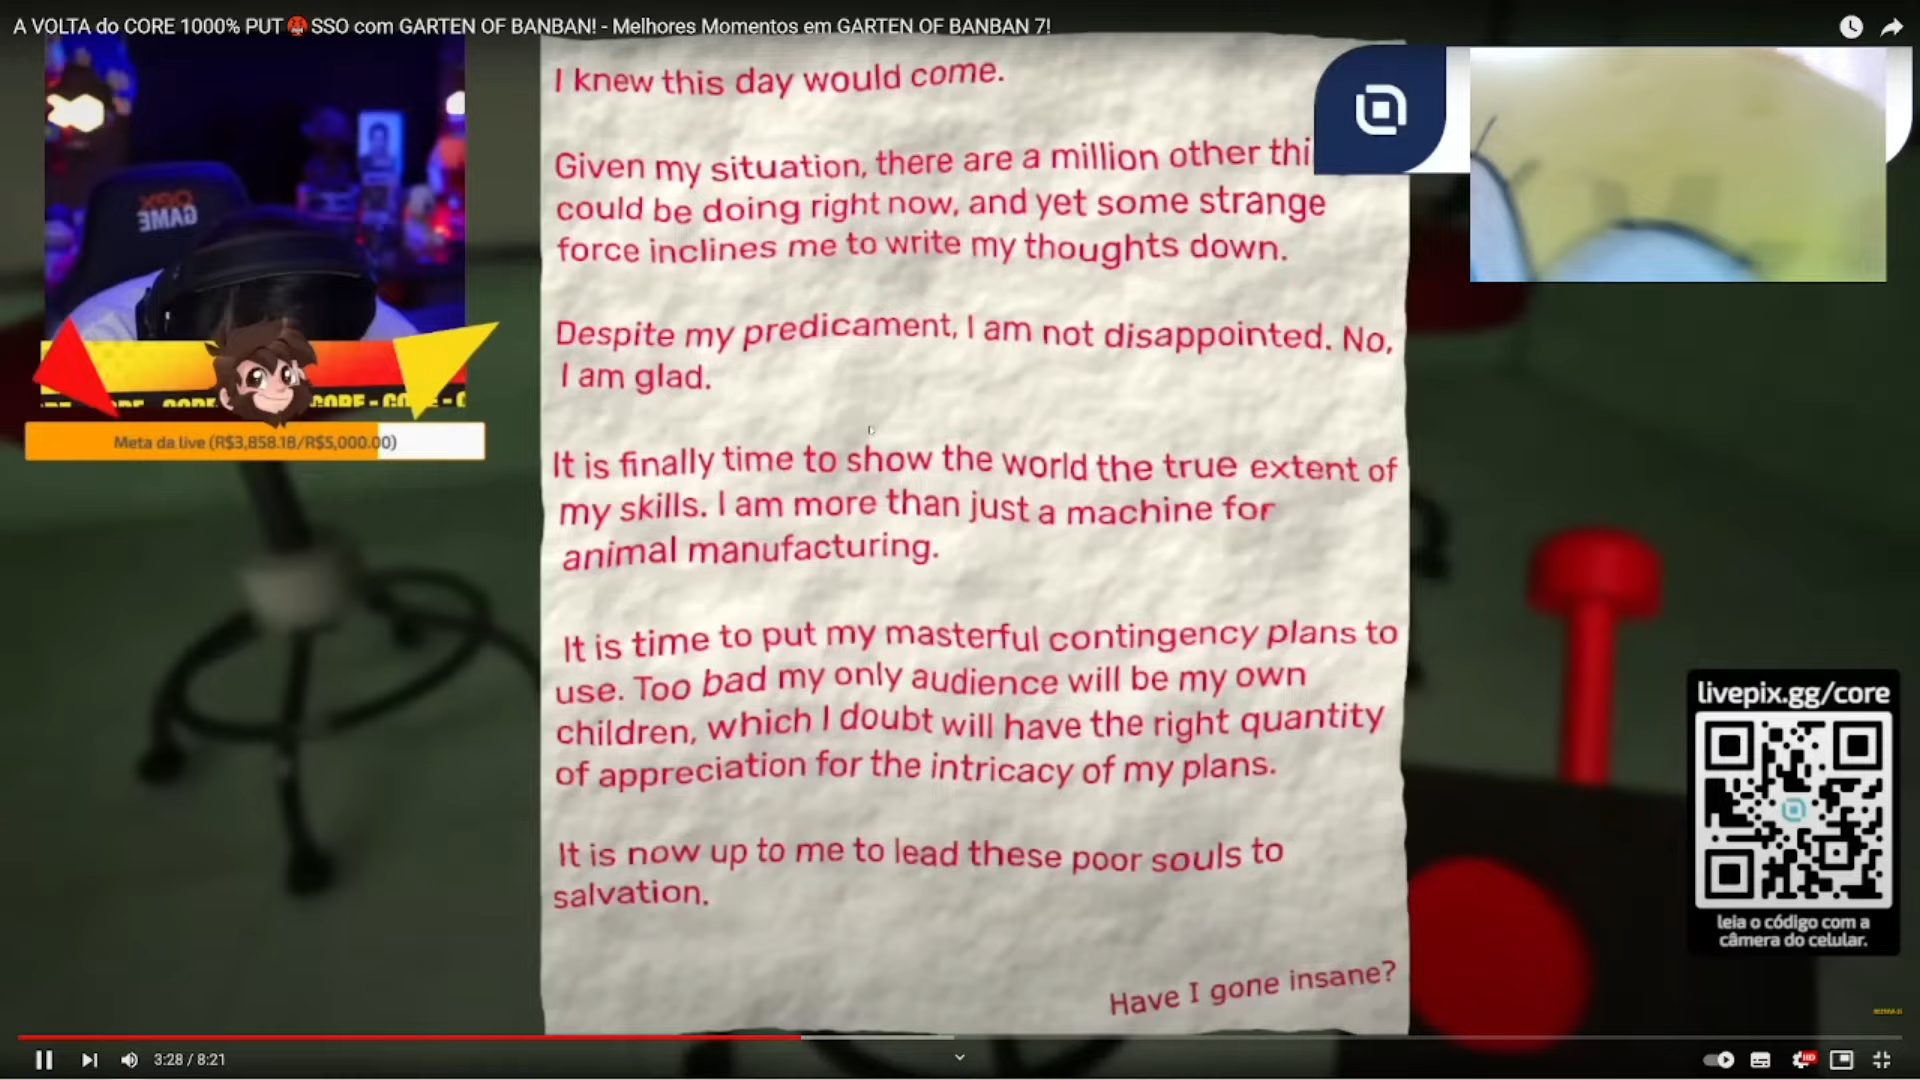 A VOLTA do CORE 1000% PUT🤬SSO com GARTEN OF BANBAN! - Melhores Momentos em GARTEN OF BANBAN 7!
I knew this day would come.
Given my situation, there are a million other thi
could be doing right now, and yet some strange
force inclines me to write my thoughts down.
Despite my predicament, I am not disappointed. No,
I am glad.
It is finally time to show the world the true extent of
my skills. I am more than just a machine for
animal manufacturing.
It is time to put my masterful contingency plans to
use. Too bad my only audience will be my own
children, which I doubt will have the right quantity
of appreciation for the intricacy of my plans.
It is now up to me to lead these poor souls to
salvation.
Have I gone insane?
GAME
CORE - CO
Meta da live (R$3,858.18/R$5,000.00)
livepix.gg/core
leia o código com a
câmera do celular.
3:28 / 8:21
HD